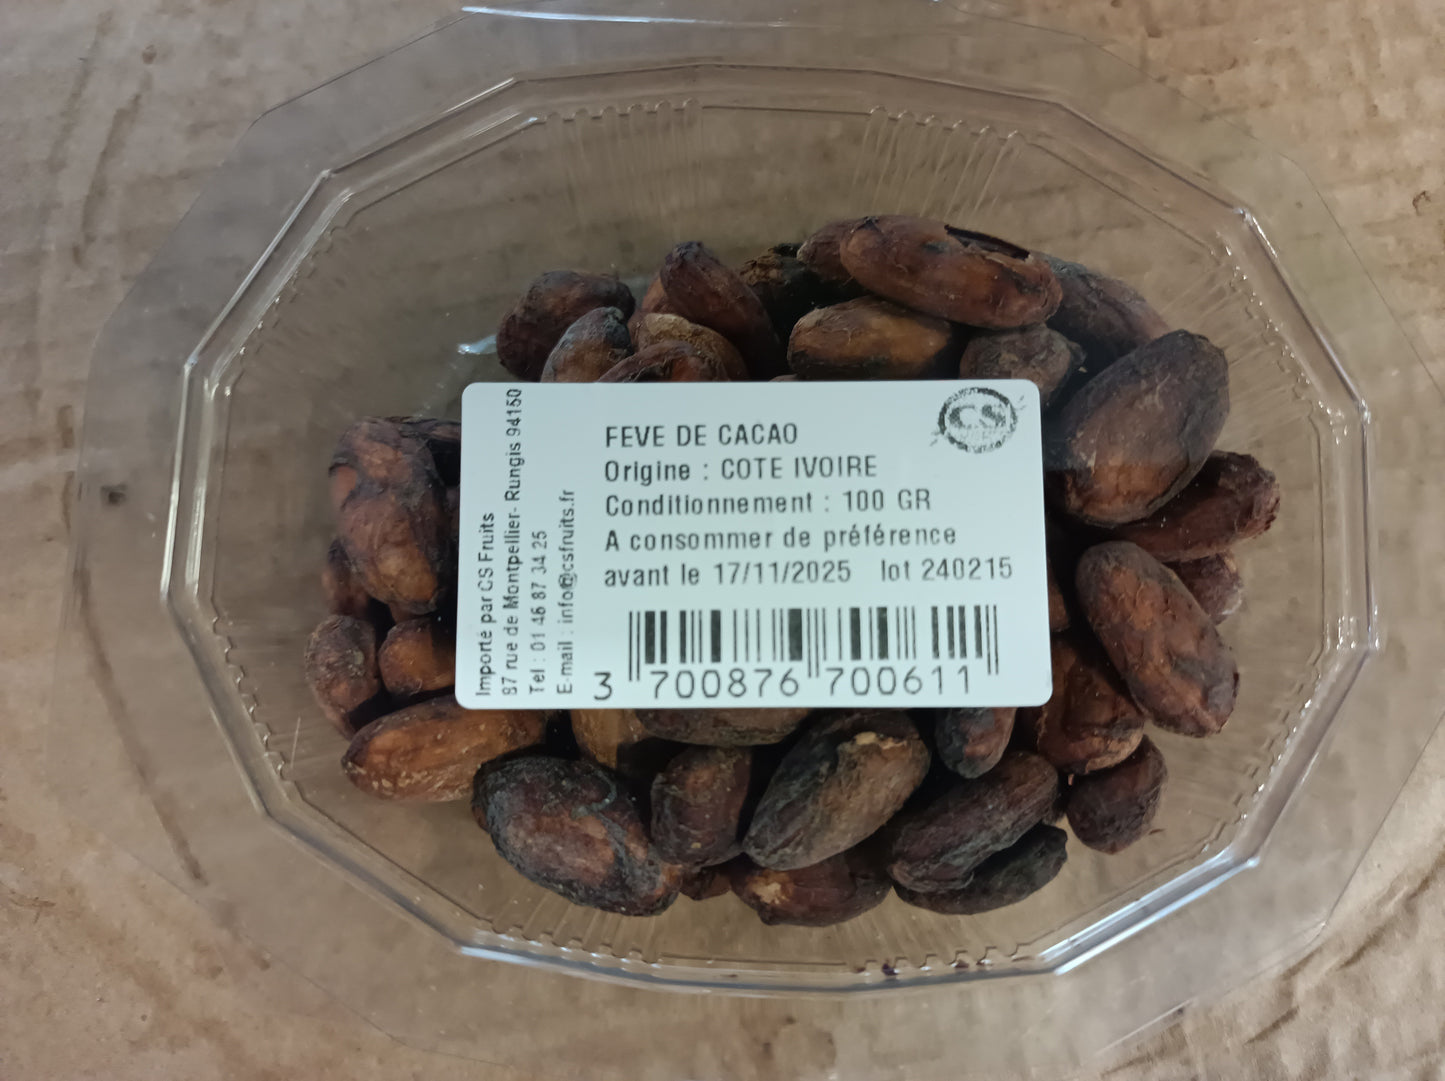 FEVE DE CACAO
Origine : COTE IVOIRE
Conditionnement : 100 GR
A consommer de préférence
avant le 17/11/2025 lot 240215
3 700876 700611
CS
Importé par CS Fruits
87 rue de Montpellier- Rungis 94150
Tel : 01 46 87 34 25
E-mail : info@csfruits.fr